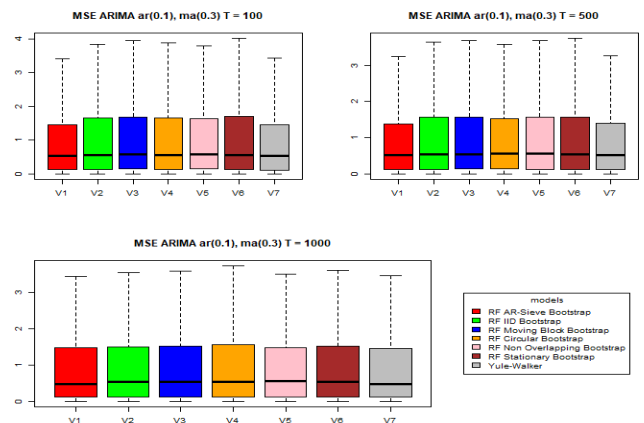 MSE ARIMA ar(0.1), ma(0.3) T = 100
4
3
2
1
0
V1 V2 V3 V4 V5 V6 V7
MSE ARIMA ar(0.1), ma(0.3) T = 500
3
2
1
0
V1 V2 V3 V4 V5 V6 V7
MSE ARIMA ar(0.1), ma(0.3) T = 1000
3
2
1
0
V1 V2 V3 V4 V5 V6 V7
models
RF AR-Sieve Bootstrap
RF IID Bootstrap
RF Moving Block Bootstrap
RF Circular Bootstrap
RF Non Overlapping Bootstrap
RF Stationary Bootstrap
Yule-Walker